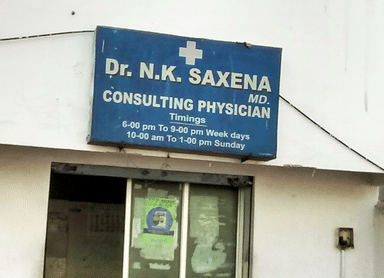 Dr. N.K. SAXENA
MD.
CONSULTING PHYSICIAN
Timings
6-00 pm To 9-00 pm Week days
10-00 am To 1-00 pm Sunday